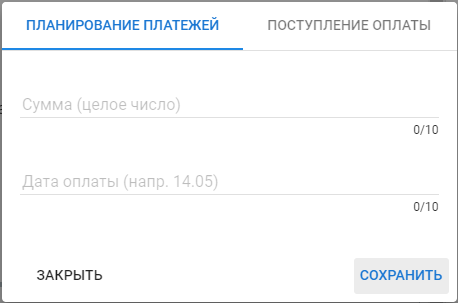 ПЛАНИРОВАНИЕ ПЛАТЕЖЕЙ ПОСТУПЛЕНИЕ ОПЛАТЫ
Сумма (целое число)
0/10
Дата оплаты (напр. 14.05)
0/10
ЗАКРЫТЬ СОХРАНИТЬ